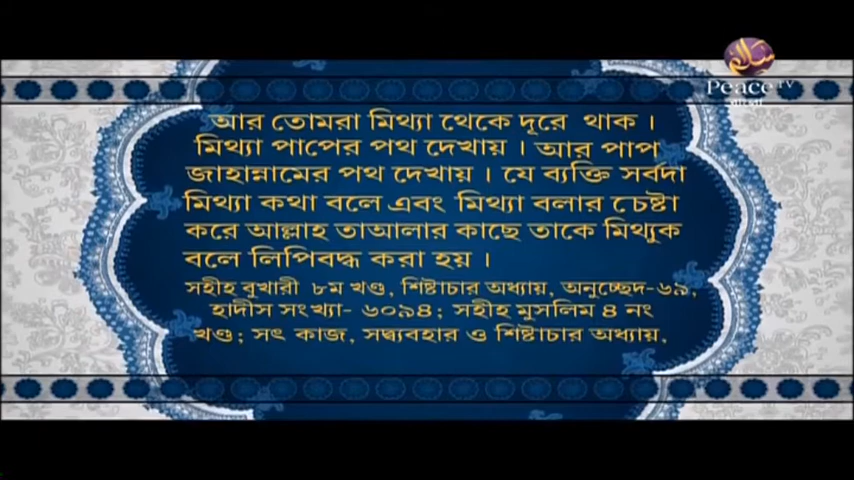 سلام
Peace TV
বাংলা
আর তোমরা মিথ্যা থেকে দূরে থাক ।
মিথ্যা পাপের পথ দেখায় । আর পাপ
জাহান্নামের পথ দেখায় । যে ব্যক্তি সর্বদা
মিথ্যা কথা বলে এবং মিথ্যা বলার চেষ্টা
করে আল্লাহ তাআলার কাছে তাকে মিথ্যুক
বলে লিপিবদ্ধ করা হয় ।
সহীহ বুখারী ৮ম খণ্ড, শিষ্টাচার অধ্যায়, অনুচ্ছেদ-৬৯,
হাদীস সংখ্যা- ৬০৯৪; সহীহ মুসলিম ৪ নং
খণ্ড; সৎ কাজ, সদ্ব্যবহার ও শিষ্টাচার অধ্যায়,